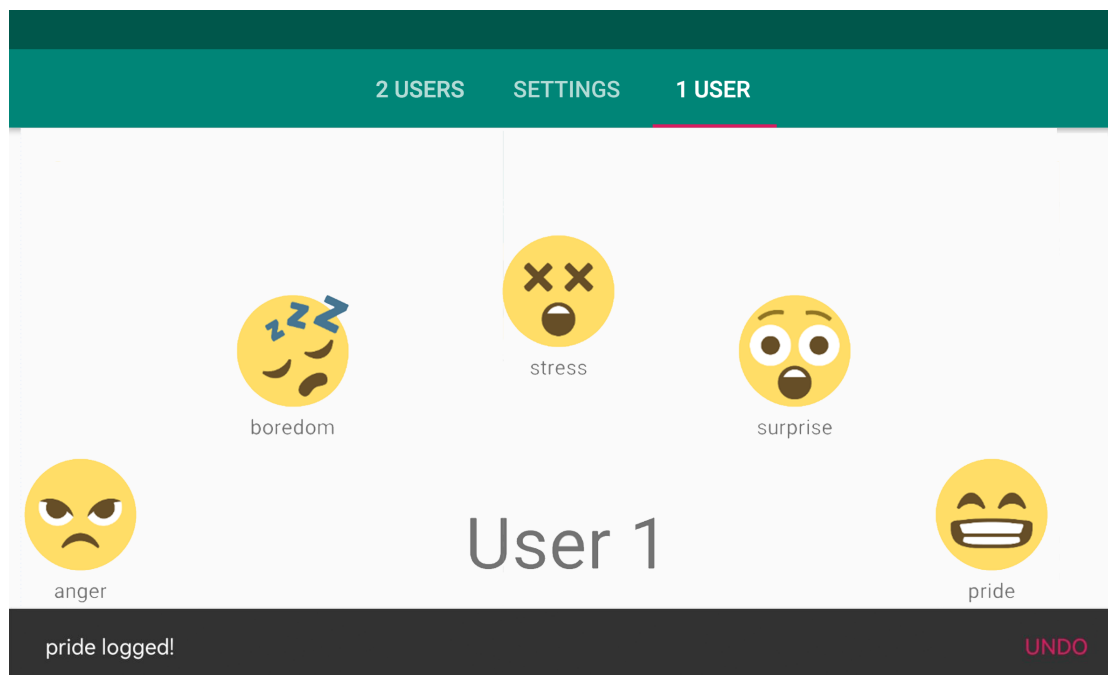 2 USERS SETTINGS 1 USER
stress
boredom
surprise
User 1
anger
pride
pride logged!
UNDO